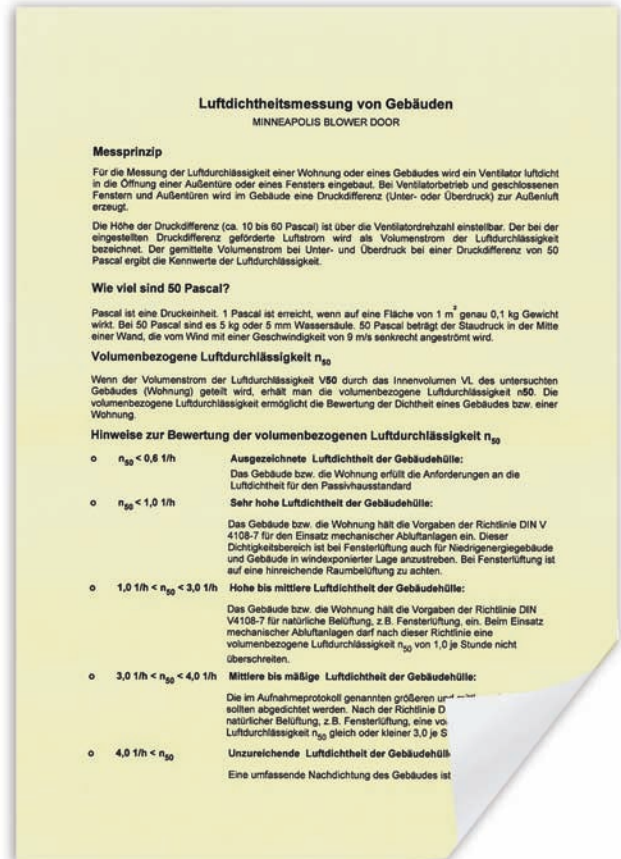 Luftdichtheitsmessung von Gebäuden
MINNEAPOLIS BLOWER DOOR
Messprinzip
Für die Messung der Luftdurchlässigkeit einer Wohnung oder eines Gebäudes wird ein Ventilator luftdicht
in die Öffnung einer Außentüre oder eines Fensters eingebaut. Bei Ventilatorbetrieb und geschlossenen
Fenstern und Außentüren wird im Gebäude eine Druckdifferenz (Unter- oder Überdruck) zur Außenluft
erzeugt.
Die Höhe der Druckdifferenz (ca. 10 bis 60 Pascal) ist über die Ventilatordrehzahl einstellbar. Der bei der
eingestellten Druckdifferenz geförderte Luftstrom wird als Volumenstrom der Luftdurchlässigkeit
bezeichnet. Der gemittelte Volumenstrom bei Unter- und Überdruck bei einer Druckdifferenz von 50
Pascal ergibt die Kennwerte der Luftdurchlässigkeit.
Wie viel sind 50 Pascal?
Pascal ist eine Druckeinheit. 1 Pascal ist erreicht, wenn auf eine Fläche von 1 m² genau 0,1 kg Gewicht
wirkt. Bei 50 Pascal sind es 5 kg oder 5 mm Wassersäule. 50 Pascal beträgt der Staudruck in der Mitte
einer Wand, die vom Wind mit einer Geschwindigkeit von 9 m/s senkrecht angeströmt wird.
Volumenbezogene Luftdurchlässigkeit n₅₀
Wenn der Volumenstrom der Luftdurchlässigkeit V50 durch das Innenvolumen VL des untersuchten
Gebäudes (Wohnung) geteilt wird, erhält man die volumenbezogene Luftdurchlässigkeit n50. Die
volumenbezogene Luftdurchlässigkeit ermöglicht die Bewertung der Dichtheit eines Gebäudes bzw. einer
Wohnung.
Hinweise zur Bewertung der volumenbezogenen Luftdurchlässigkeit n₅₀
o n₅₀ < 0,6 1/h Ausgezeichnete Luftdichtheit der Gebäudehülle:
Das Gebäude bzw. die Wohnung erfüllt die Anforderungen an die
Luftdichtheit für den Passivhausstandard
o n₅₀ < 1,0 1/h Sehr hohe Luftdichtheit der Gebäudehülle:
Das Gebäude bzw. die Wohnung hält die Vorgaben der Richtlinie DIN V
4108-7 für den Einsatz mechanischer Abluftanlagen ein. Dieser
Dichtigkeitsbereich ist bei Fensterlüftung auch für Niedrigenergiegebäude
und Gebäude in windexponierter Lage anzustreben. Bei Fensterlüftung ist
auf eine hinreichende Raumbelüftung zu achten.
o 1,0 1/h < n₅₀ < 3,0 1/h Hohe bis mittlere Luftdichtheit der Gebäudehülle:
Das Gebäude bzw. die Wohnung hält die Vorgaben der Richtlinie DIN
V4108-7 für natürliche Belüftung, z.B. Fensterlüftung, ein. Beim Einsatz
mechanischer Abluftanlagen darf nach dieser Richtlinie eine
volumenbezogene Luftdurchlässigkeit n₅₀ von 1,0 je Stunde nicht
überschreiten.
o 3,0 1/h < n₅₀ < 4,0 1/h Mittlere bis mäßige Luftdichtheit der Gebäudehülle:
Die im Aufnahmeprotokoll genannten größeren und
sollten abgedichtet werden. Nach der Richtlinie D
natürlicher Belüftung, z.B. Fensterlüftung, eine
Luftdurchlässigkeit n₅₀ gleich oder kleiner 3,0 je S
o 4,0 1/h < n₅₀ Unzureichende Luftdichtheit der
Eine umfassende Nachdichtung des Gebäudes ist